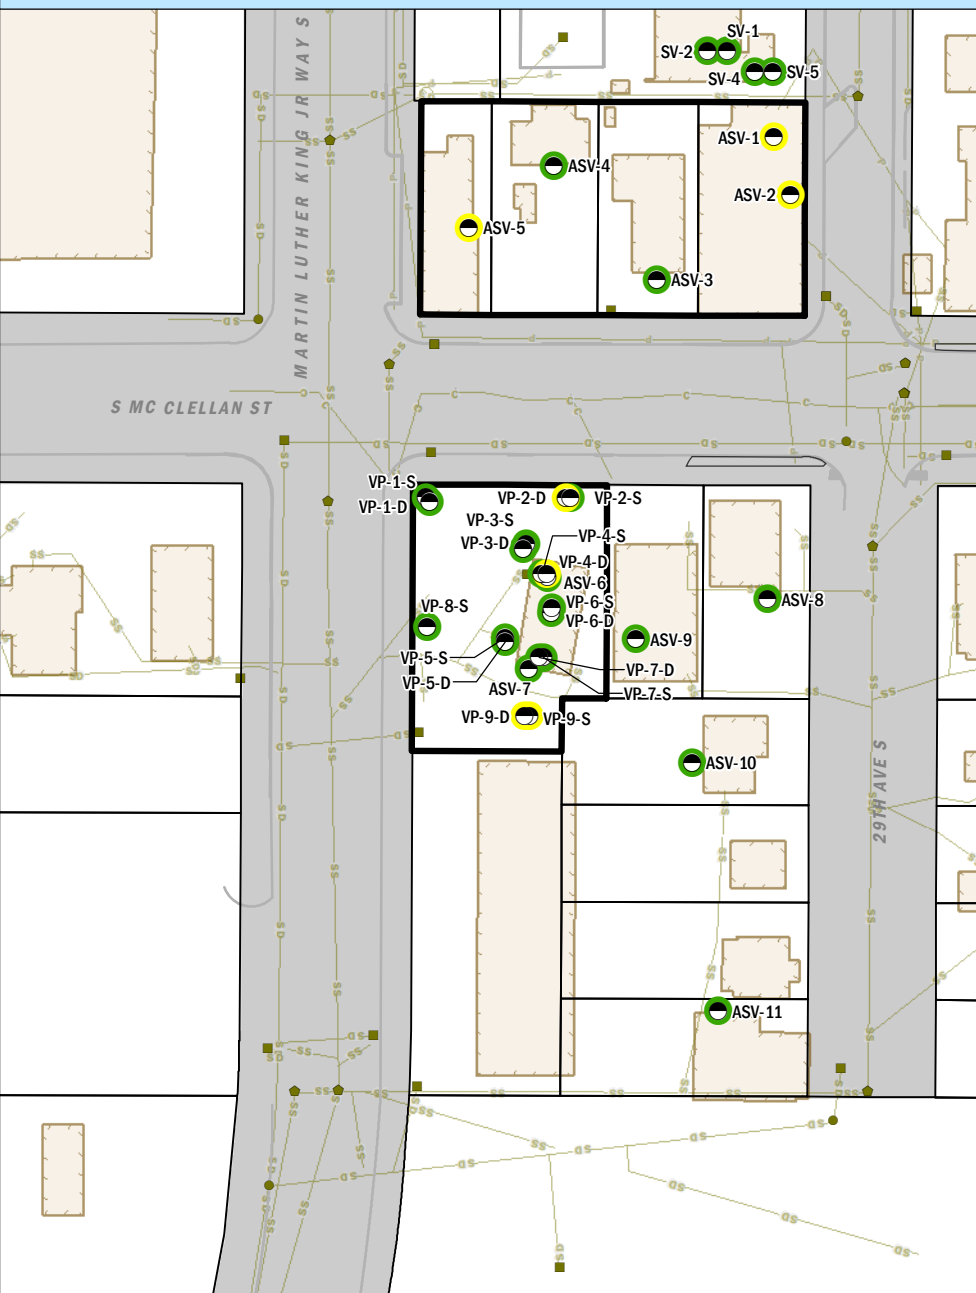 MARTIN LUTHER KING JR WAY S
SV-1
SV-2
SV-4
SV-5
ASV-1
ASV-4
ASV-2
ASV-5
ASV-3
S MC CLELLAN ST
VP-1-S
VP-1-D
VP-2-D
VP-2-S
VP-3-S
VP-3-D
VP-4-S
VP-4-D
ASV-6
VP-6-S
VP-6-D
VP-8-S
ASV-8
ASV-9
VP-5-S
VP-5-D
VP-7-D
VP-7-S
ASV-7
VP-9-D
VP-9-S
ASV-10
29TH AVE S
ASV-11